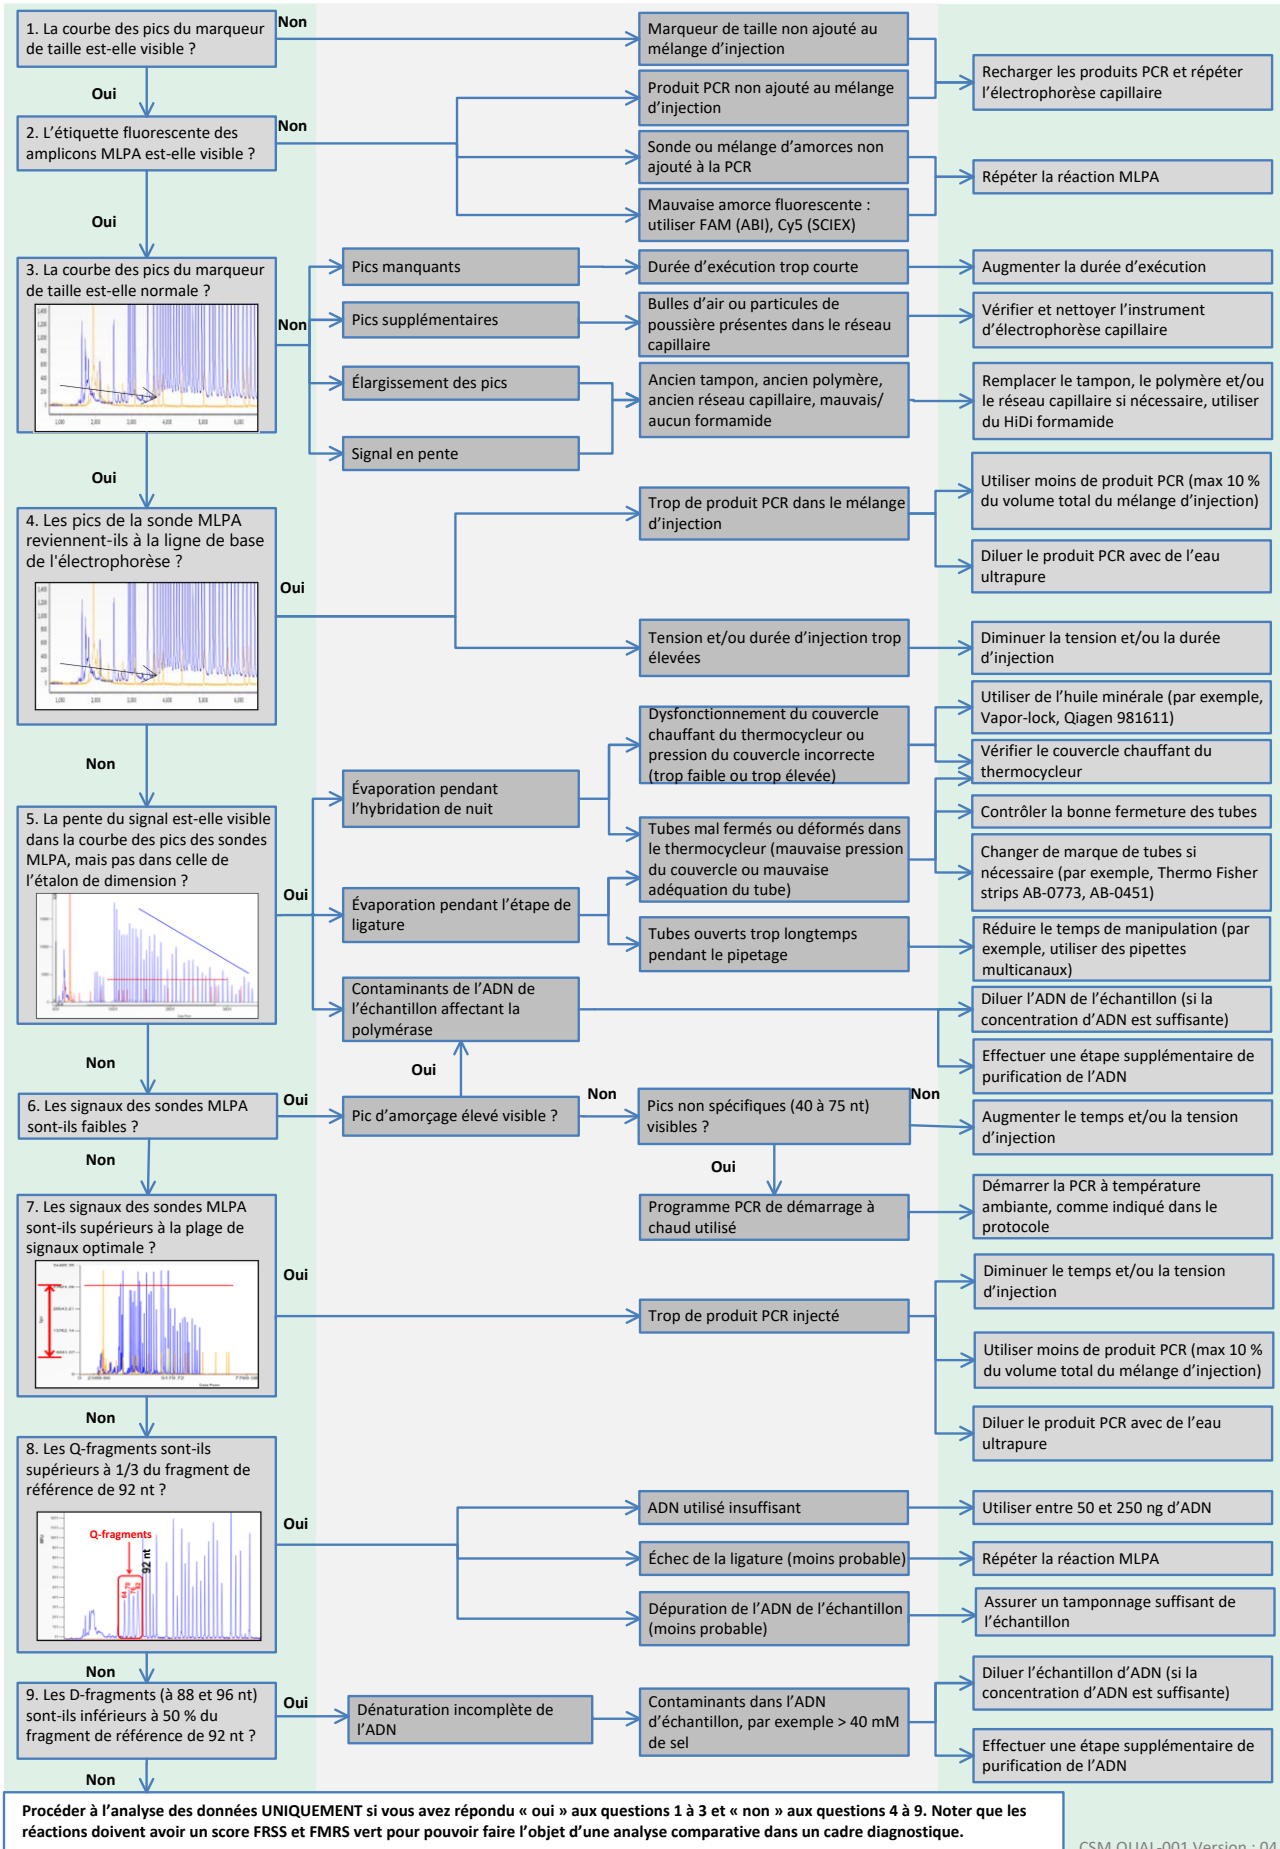 1. La courbe des pics du marqueur
de taille est-elle visible ?
Non
Marqueur de taille non ajouté au
mélange d’injection
Recharger les produits PCR et répéter
l’électrophorèse capillaire
Oui
Produit PCR non ajouté au mélange
d’injection
2. L’étiquette fluorescente des
amplicons MLPA est-elle visible ?
Non
Sonde ou mélange d’amorces non
ajouté à la PCR
Répéter la réaction MLPA
Mauvaise amorce fluorescente :
utiliser FAM (ABI), Cy5 (SCIEX)
Oui
3. La courbe des pics du marqueur
de taille est-elle normale ?
Non
Pics manquants
Durée d’exécution trop courte
Augmenter la durée d’exécution
Pics supplémentaires
Bulles d’air ou particules de
poussière présentes dans le réseau
capillaire
Vérifier et nettoyer l’instrument
d’électrophorèse capillaire
Élargissement des pics
Ancien tampon, ancien polymère,
ancien réseau capillaire, mauvais/
aucun formamide
Remplacer le tampon, le polymère et/ou
le réseau capillaire si nécessaire, utiliser
du HiDi formamide
Signal en pente
Oui
4. Les pics de la sonde MLPA
reviennent-ils à la ligne de base
de l'électrophorèse ?
Oui
Trop de produit PCR dans le mélange
d’injection
Utiliser moins de produit PCR (max 10 %
du volume total du mélange d’injection)
Diluer le produit PCR avec de l’eau
ultrapure
Tension et/ou durée d’injection trop
élevées
Diminuer la tension et/ou la durée
d’injection
Non
5. La pente du signal est-elle visible
dans la courbe des pics des sondes
MLPA, mais pas dans celle de
l’étalon de dimension ?
Oui
Évaporation pendant
l’hybridation de nuit
Dysfonctionnement du couvercle
chauffant du thermocycleur ou
pression du couvercle incorrecte
(trop faible ou trop élevée)
Utiliser de l’huile minérale (par exemple,
Vapor-lock, Qiagen 981611)
Vérifier le couvercle chauffant du
thermocycleur
Tubes mal fermés ou déformés dans
le thermocycleur (mauvaise pression
du couvercle ou mauvaise
adéquation du tube)
Contrôler la bonne fermeture des tubes
Changer de marque de tubes si
nécessaire (par exemple, Thermo Fisher
strips AB-0773, AB-0451)
Évaporation pendant l’étape de
ligature
Tubes ouverts trop longtemps
pendant le pipetage
Réduire le temps de manipulation (par
exemple, utiliser des pipettes
multicanaux)
Contaminants de l’ADN de
l’échantillon affectant la
polymérase
Diluer l’ADN de l’échantillon (si la
concentration d’ADN est suffisante)
Effectuer une étape supplémentaire de
purification de l’ADN
Non
Oui
6. Les signaux des sondes MLPA
sont-ils faibles ?
Oui
Pic d’amorçage élevé visible ?
Non
Pics non spécifiques (40 à 75 nt)
visibles ?
Non
Augmenter le temps et/ou la tension
d’injection
Non
Oui
Programme PCR de démarrage à
chaud utilisé
Démarrer la PCR à température
ambiante, comme indiqué dans le
protocole
7. Les signaux des sondes MLPA
sont-ils supérieurs à la plage de
signaux optimale ?
Oui
Trop de produit PCR injecté
Diminuer le temps et/ou la tension
d’injection
Utiliser moins de produit PCR (max 10 %
du volume total du mélange d’injection)
Diluer le produit PCR avec de l’eau
ultrapure
Non
8. Les Q-fragments sont-ils
supérieurs à 1/3 du fragment de
référence de 92 nt ?
Q-fragments
92 nt
64
70
76
82
Oui
ADN utilisé insuffisant
Utiliser entre 50 et 250 ng d’ADN
Échec de la ligature (moins probable)
Répéter la réaction MLPA
Dépuration de l’ADN de l’échantillon
(moins probable)
Assurer un tamponnage suffisant de
l’échantillon
Non
9. Les D-fragments (à 88 et 96 nt)
sont-ils inférieurs à 50 % du
fragment de référence de 92 nt ?
Oui
Dénaturation incomplète de
l’ADN
Contaminants dans l’ADN
d’échantillon, par exemple > 40 mM
de sel
Diluer l’échantillon d’ADN (si la
concentration d’ADN est suffisante)
Effectuer une étape supplémentaire de
purification de l’ADN
Non
Procéder à l’analyse des données UNIQUEMENT si vous avez répondu « oui » aux questions 1 à 3 et « non » aux questions 4 à 9. Noter que les
réactions doivent avoir un score FRSS et FMRS vert pour pouvoir faire l’objet d’une analyse comparative dans un cadre diagnostique.
CSM QUAL-001 Version : 04